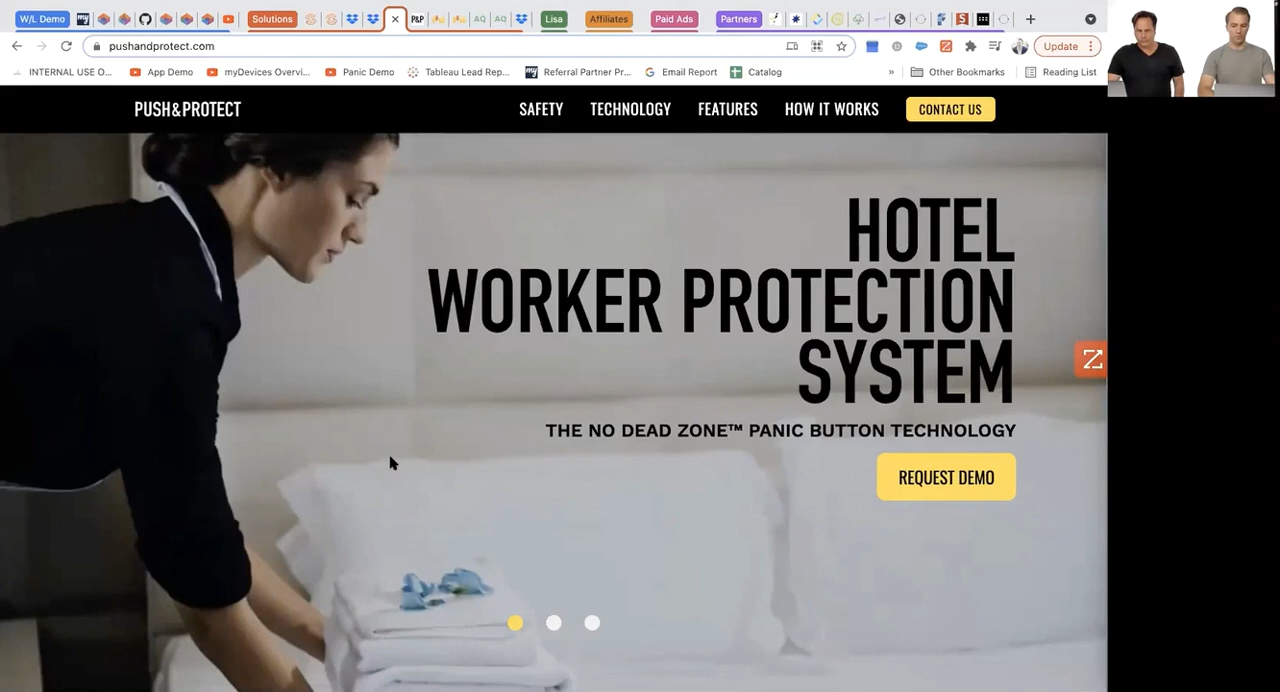 W/L Demo
Solutions
P&P
AQ
AQ
Lisa
Affiliates
Paid Ads
Partners
pushandprotect.com
Update
INTERNAL USE O...
App Demo
myDevices Overvi...
Panic Demo
Tableau Lead Rep...
Referral Partner Pr...
Email Report
Catalog
»
Other Bookmarks
Reading List
PUSH&PROTECT
SAFETY
TECHNOLOGY
FEATURES
HOW IT WORKS
CONTACT US
HOTEL
WORKER PROTECTION
SYSTEM
THE NO DEAD ZONE™ PANIC BUTTON TECHNOLOGY
REQUEST DEMO